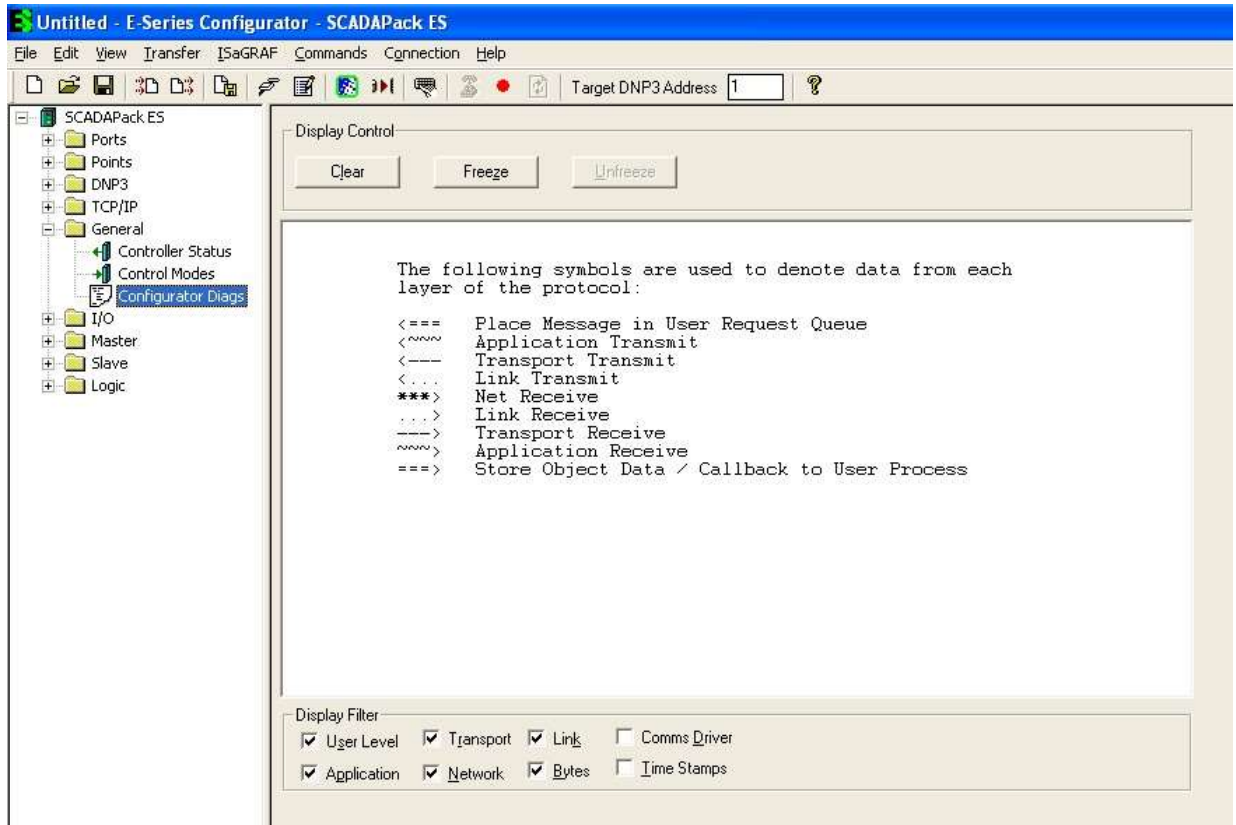 Untitled - E-Series Configurator - SCADAPack ES
File Edit View Transfer ISaGRAF Commands Connection Help
Target DNP3 Address 1
SCADAPack ES
Ports
Points
DNP3
TCP/IP
General
Controller Status
Control Modes
Configurator Diags
I/O
Master
Slave
Logic
Display Control
Clear Freeze Unfreeze
The following symbols are used to denote data from each
layer of the protocol:
<=== Place Message in User Request Queue
<~~~ Application Transmit
<--- Transport Transmit
<... Link Transmit
***> Net Receive
...> Link Receive
---> Transport Receive
~~~> Application Receive
===> Store Object Data / Callback to User Process
Display Filter
User Level Transport Link Comms Driver
Application Network Bytes Time Stamps